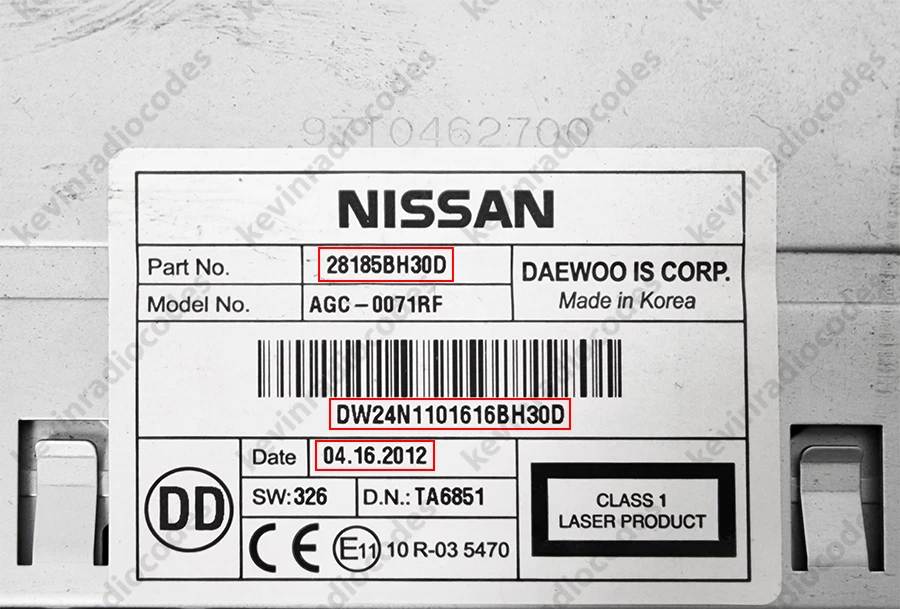 9710462700
NISSAN
Part No. 28185BH30D
DAEWOO IS CORP.
Model No. AGC-0071RF
Made in Korea
DW24N1101616BH30D
Date 04.16.2012
SW: 326 D.N.: TA6851
DD
CLASS 1
LASER PRODUCT
CE E11 10 R-03 5470
kevinradiocodes